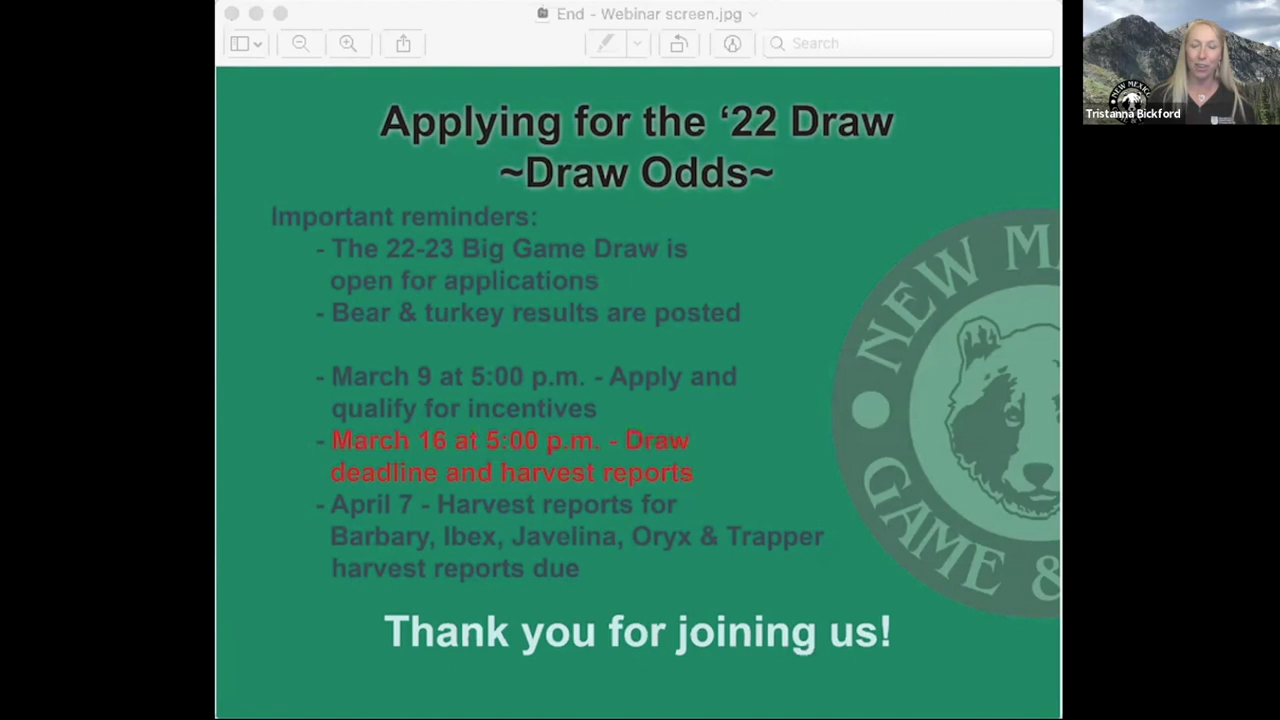 End - Webinar screen.jpg
Search
Applying for the ‘22 Draw
~Draw Odds~
Important reminders:
- The 22-23 Big Game Draw is
open for applications
- Bear & turkey results are posted
- March 9 at 5:00 p.m. - Apply and
qualify for incentives
- March 16 at 5:00 p.m. - Draw
deadline and harvest reports
- April 7 - Harvest reports for
Barbary, Ibex, Javelina, Oryx & Trapper
harvest reports due
Thank you for joining us!
NEW M
GAME &
NEW MEXICO
Tristanna Bickford